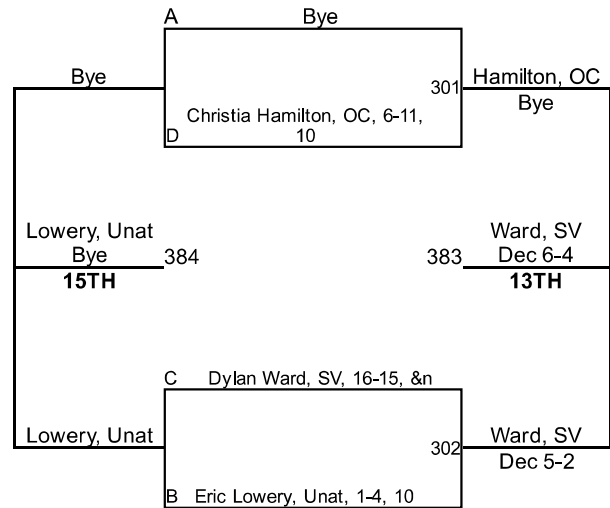 A Bye
Bye
301
Hamilton, OC
Bye
Christia Hamilton, OC, 6-11,
10
D
Lowery, Unat
Bye
15TH
384
383
Ward, SV
Dec 6-4
13TH
C Dylan Ward, SV, 16-15, &n
Lowery, Unat
302
Ward, SV
Dec 5-2
B Eric Lowery, Unat, 1-4, 10